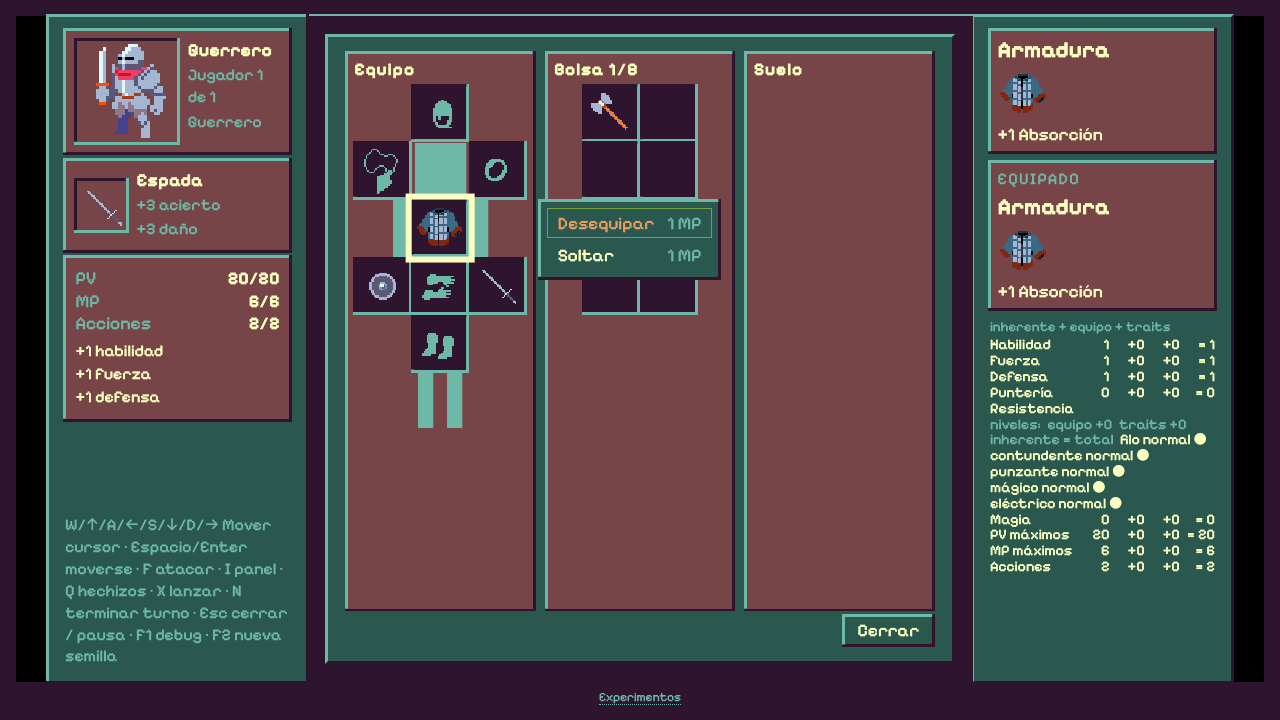 Guerrero
Jugador 1
de 1
Guerrero
Espada
+3 acierto
+3 daño
PV 20/20
MP 6/6
Acciones 2/2
+1 habilidad
+1 fuerza
+1 defensa
W/↑/A/←/S/↓/D/→ Mover
cursor · Espacio/Enter
moverse · F atacar · I panel ·
Q hechizos · X lanzar · N
terminar turno · Esc cerrar
/ pausa · F1 debug · F2 nueva
semilla
Equipo
Bolsa 1/8
Suelo
Desequipar 1 MP
Soltar 1 MP
Cerrar
Armadura
+1 Absorción
EQUIPADO
Armadura
+1 Absorción
inherente + equipo + traits
Habilidad 1 +0 +0 = 1
Fuerza 1 +0 +0 = 1
Defensa 1 +0 +0 = 1
Puntería 0 +0 +0 = 0
Resistencia
niveles: equipo +0 traits +0
inherente = total filo normal
contundente normal
punzante normal
mágico normal
eléctrico normal
Magia 0 +0 +0 = 0
PV máximos 20 +0 +0 = 20
MP máximos 6 +0 +0 = 6
Acciones 2 +0 +0 = 2
Experimentos